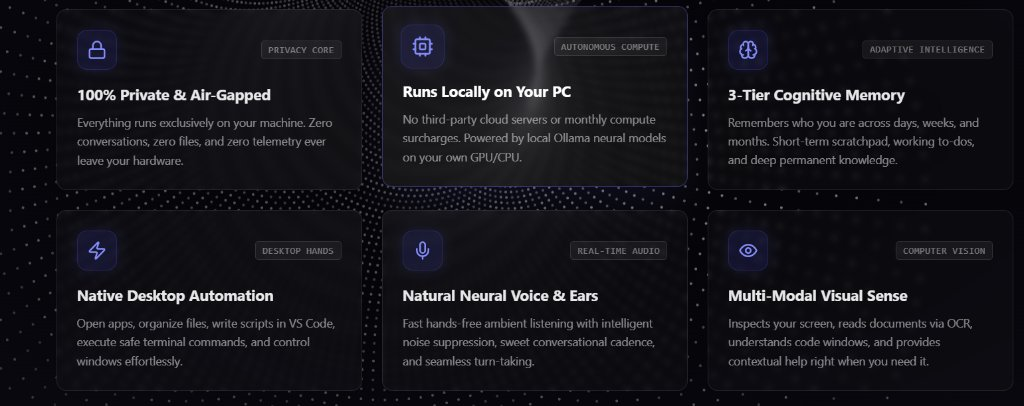 PRIVACY CORE
100% Private & Air-Gapped
Everything runs exclusively on your machine. Zero
conversations, zero files, and zero telemetry ever
leave your hardware.
AUTONOMOUS COMPUTE
Runs Locally on Your PC
No third-party cloud servers or monthly compute
surcharges. Powered by local Ollama neural models
on your own GPU/CPU.
ADAPTIVE INTELLIGENCE
3-Tier Cognitive Memory
Remembers who you are across days, weeks, and
months. Short-term scratchpad, working to-dos,
and deep permanent knowledge.
DESKTOP HANDS
Native Desktop Automation
Open apps, organize files, write scripts in VS Code,
execute safe terminal commands, and control
windows effortlessly.
REAL-TIME AUDIO
Natural Neural Voice & Ears
Fast hands-free ambient listening with intelligent
noise suppression, sweet conversational cadence,
and seamless turn-taking.
COMPUTER VISION
Multi-Modal Visual Sense
Inspects your screen, reads documents via OCR,
understands code windows, and provides
contextual help right when you need it.